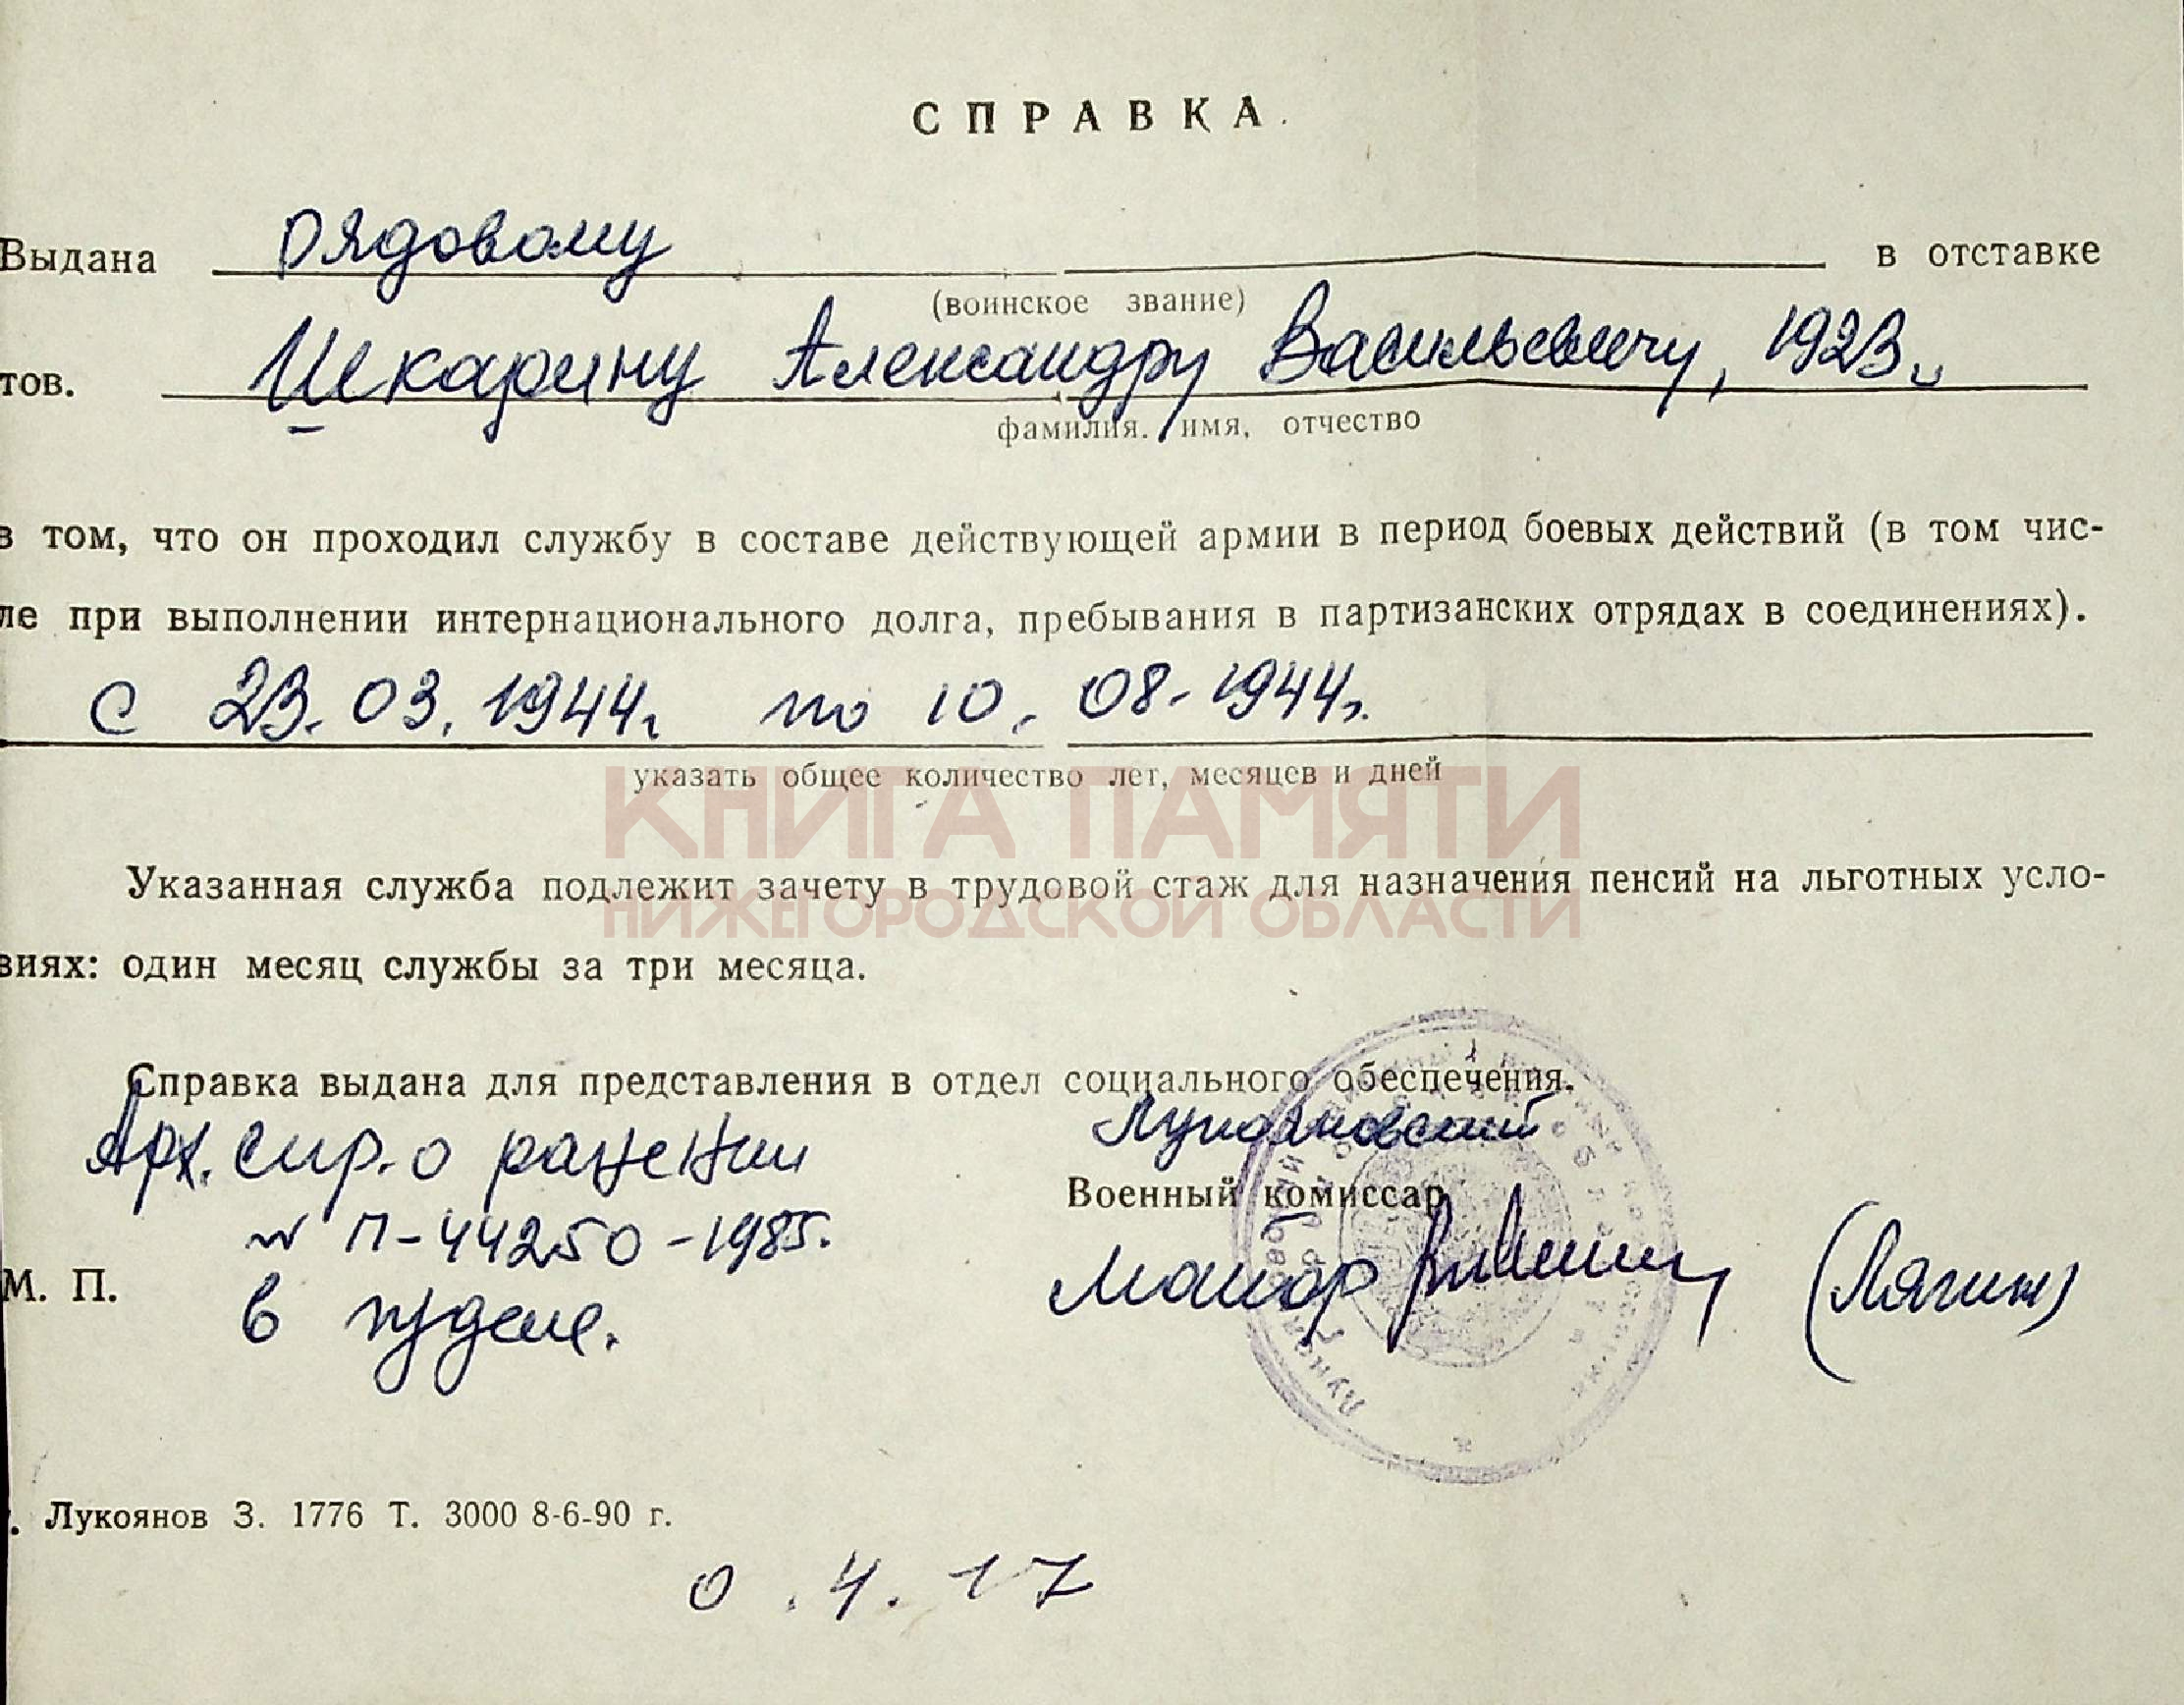 СПРАВКА.
Выдана рядовому в отставке
(воинское звание)
тов. Шкарину Александру Васильевичу, 1923
фамилия. имя, отчество
в том, что он проходил службу в составе действующей армии в период боевых действий (в том чис-
ле при выполнении интернационального долга, пребывания в партизанских отрядах в соединениях).
с 23.03.1944г по 10.08.1944г.
указать общее количество лет, месяцев и дней
КНИГА ПАМЯТИ
Указанная служба подлежит зачету в трудовой стаж для назначения пенсий на льготных усло-
НИЖЕГОРОДСКОЙ ОБЛАСТИ
виях: один месяц службы за три месяца.
Справка выдана для представления в отдел социального обеспечения.
Арх. спр. о ранении Лукояновский
N П-44250-1985. Военный комиссар
М. П. в Майор (Лягин)
. Лукоянов З. 1776 Т. 3000 8-6-90 г.
0.4.17